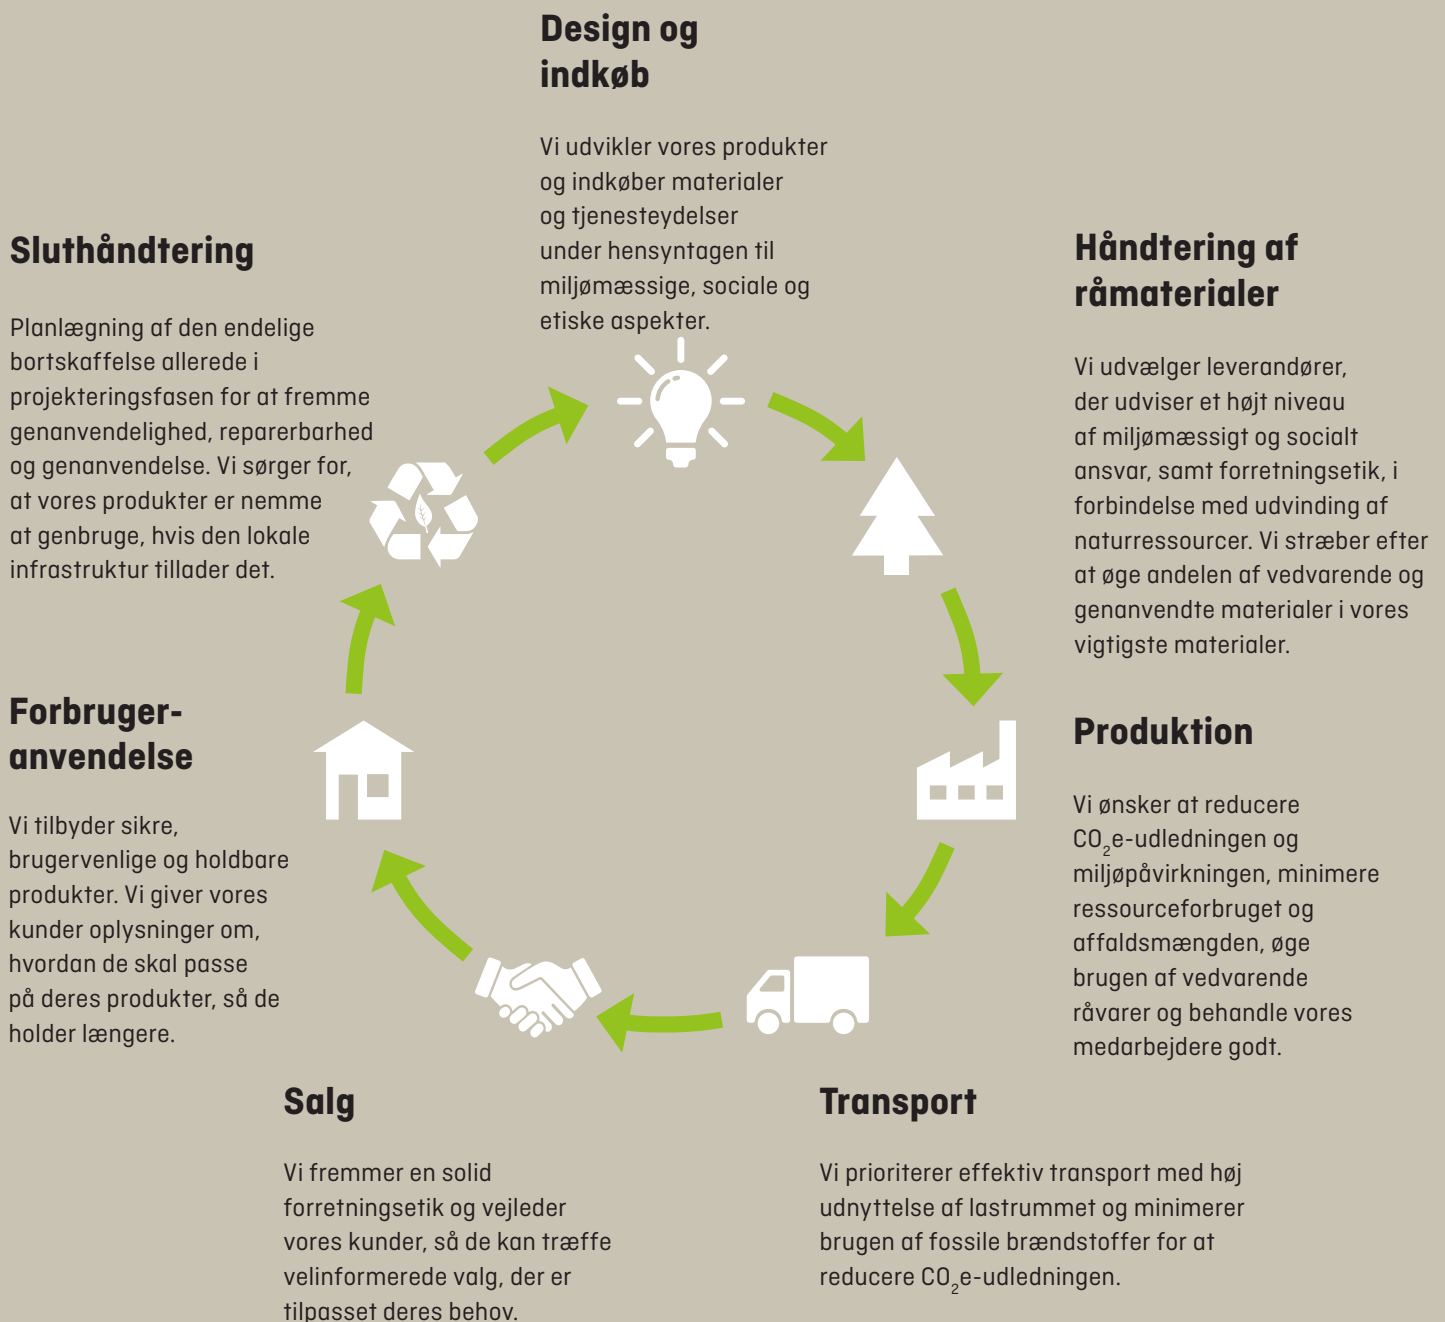 Design og
indkøb
Vi udvikler vores produkter
og indkøber materialer
og tjenesteydelser
under hensyntagen til
miljømæssige, sociale og
etiske aspekter.
Håndtering af
råmaterialer
Vi udvælger leverandører,
der udviser et højt niveau
af miljømæssigt og socialt
ansvar, samt forretningsetik, i
forbindelse med udvinding af
naturressourcer. Vi stræber efter
at øge andelen af vedvarende og
genanvendte materialer i vores
vigtigste materialer.
Produktion
Vi ønsker at reducere
CO₂e-udledningen og
miljøpåvirkningen, minimere
ressourceforbruget og
affaldsmængden, øge
brugen af vedvarende
råvarer og behandle vores
medarbejdere godt.
Transport
Vi prioriterer effektiv transport med høj
udnyttelse af lastrummet og minimerer
brugen af fossile brændstoffer for at
reducere CO₂e-udledningen.
Salg
Vi fremmer en solid
forretningsetik og vejleder
vores kunder, så de kan træffe
velinformerede valg, der er
tilpasset deres behov.
Forbruger-
anvendelse
Vi tilbyder sikre,
brugervenlige og holdbare
produkter. Vi giver vores
kunder oplysninger om,
hvordan de skal passe
på deres produkter, så de
holder længere.
Sluthåndtering
Planlægning af den endelige
bortskaffelse allerede i
projekteringsfasen for at fremme
genanvendelighed, reparerbarhed
og genanvendelse. Vi sørger for,
at vores produkter er nemme
at genbruge, hvis den lokale
infrastruktur tillader det.